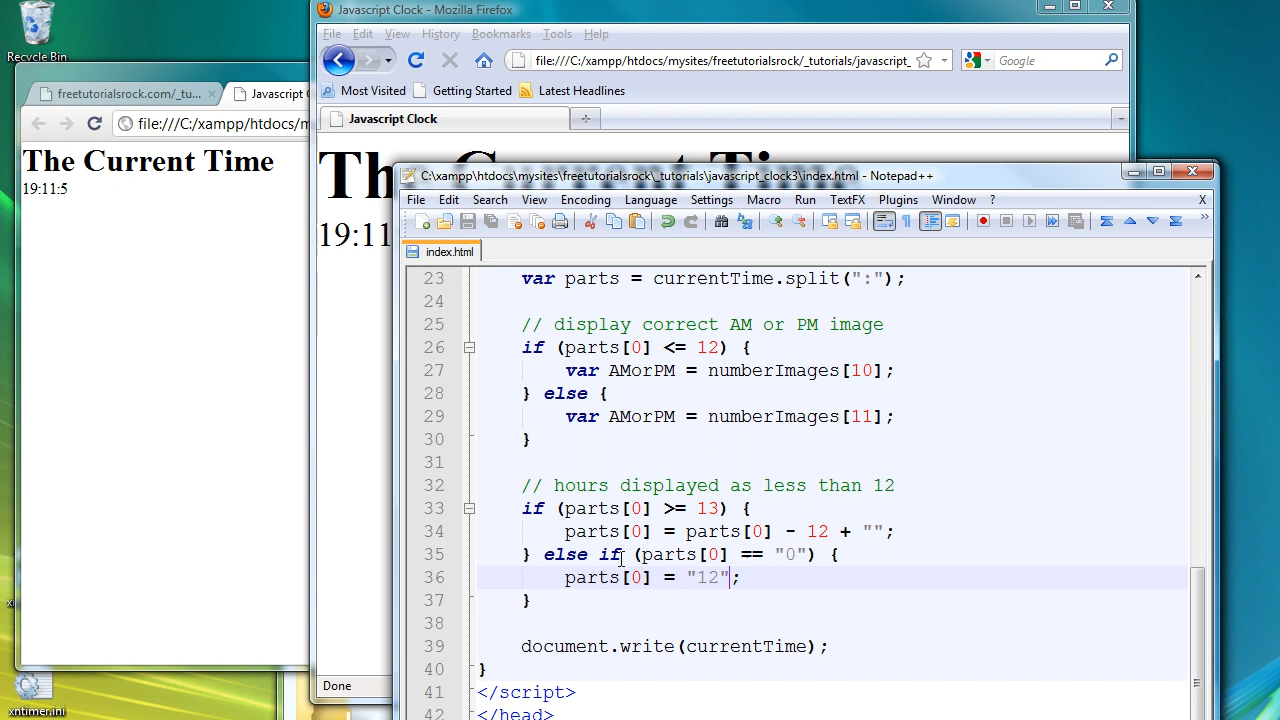 Recycle Bin
Javascript Clock - Mozilla Firefox
File Edit View History Bookmarks Tools Help
file:///C:/xampp/htdocs/mysites/freetutorialsrock/_tutorials/javascript_
Google
Most Visited Getting Started Latest Headlines
Javascript Clock
freetutorialsrock.com/_tu...
Javascript
file:///C:/xampp/htdocs/m
The Current Time
19:11:5
The Current Time
19:11
Done
C:\xampp\htdocs\mysites\freetutorialsrock\_tutorials\javascript_clock3\index.html - Notepad++
File Edit Search View Encoding Language Settings Macro Run TextFX Plugins Window ? X
index.html
23 var parts = currentTime.split(":");
24
25 // display correct AM or PM image
26 if (parts[0] <= 12) {
27 var AMorPM = numberImages[10];
28 } else {
29 var AMorPM = numberImages[11];
30 }
31
32 // hours displayed as less than 12
33 if (parts[0] >= 13) {
34 parts[0] = parts[0] - 12 + "";
35 } else if (parts[0] == "0") {
36 parts[0] = "12";
37 }
38
39 document.write(currentTime);
40 }
41 </script>
42 </head>
xntimer.ini